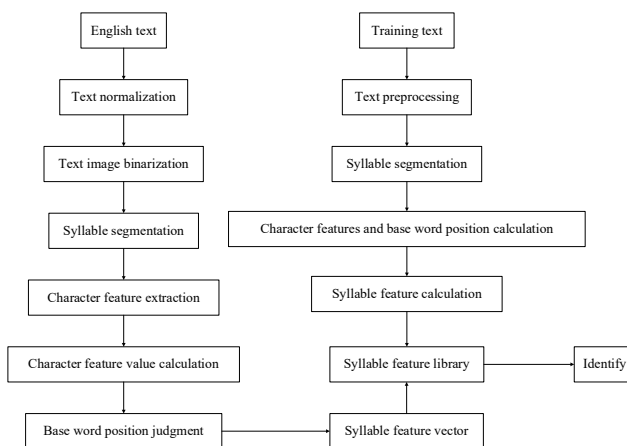 English text
Text normalization
Text image binarization
Syllable segmentation
Character feature extraction
Character feature value calculation
Base word position judgment
Training text
Text preprocessing
Syllable segmentation
Character features and base word position calculation
Syllable feature calculation
Syllable feature library
Syllable feature vector
Identify